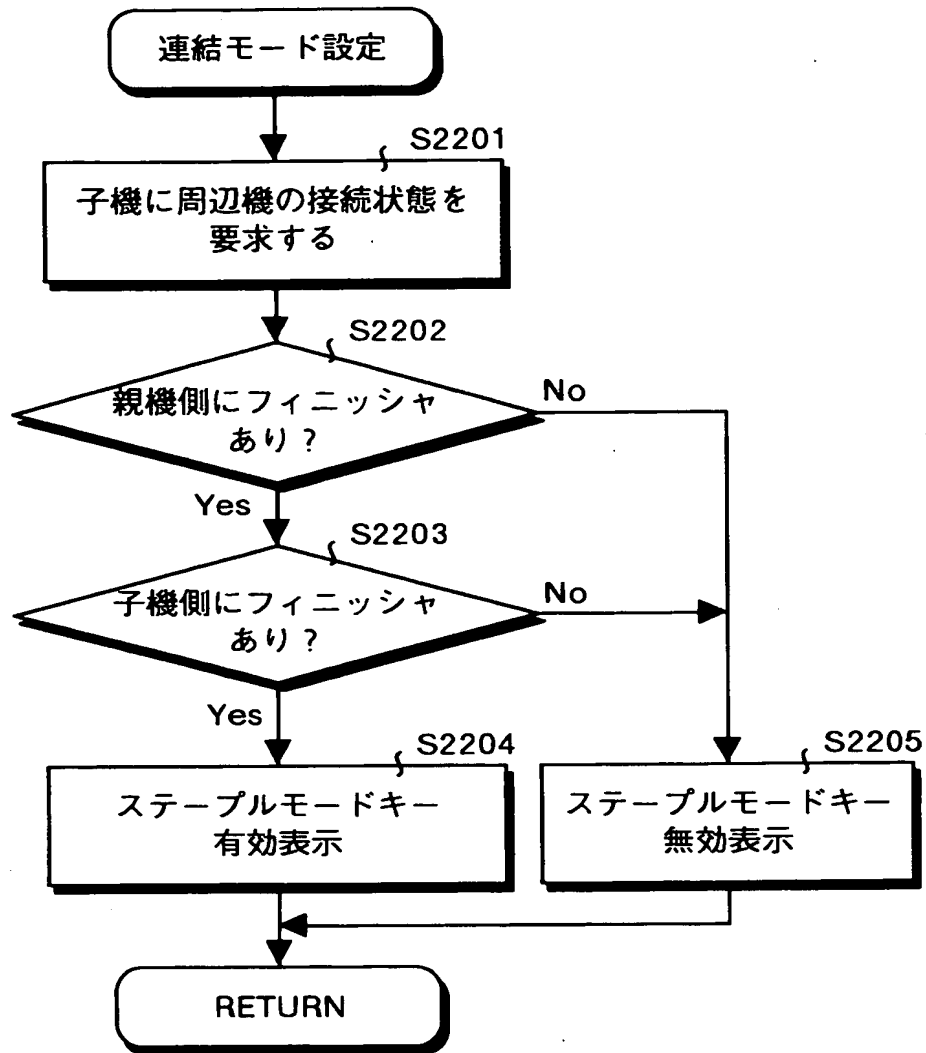 連結モード設定
S2201
子機に周辺機の接続状態を
要求する
S2202
親機側にフィニッシャ
あり？
No
Yes
S2203
子機側にフィニッシャ
あり？
No
Yes
S2204
ステープルモードキー
有効表示
S2205
ステープルモードキー
無効表示
RETURN